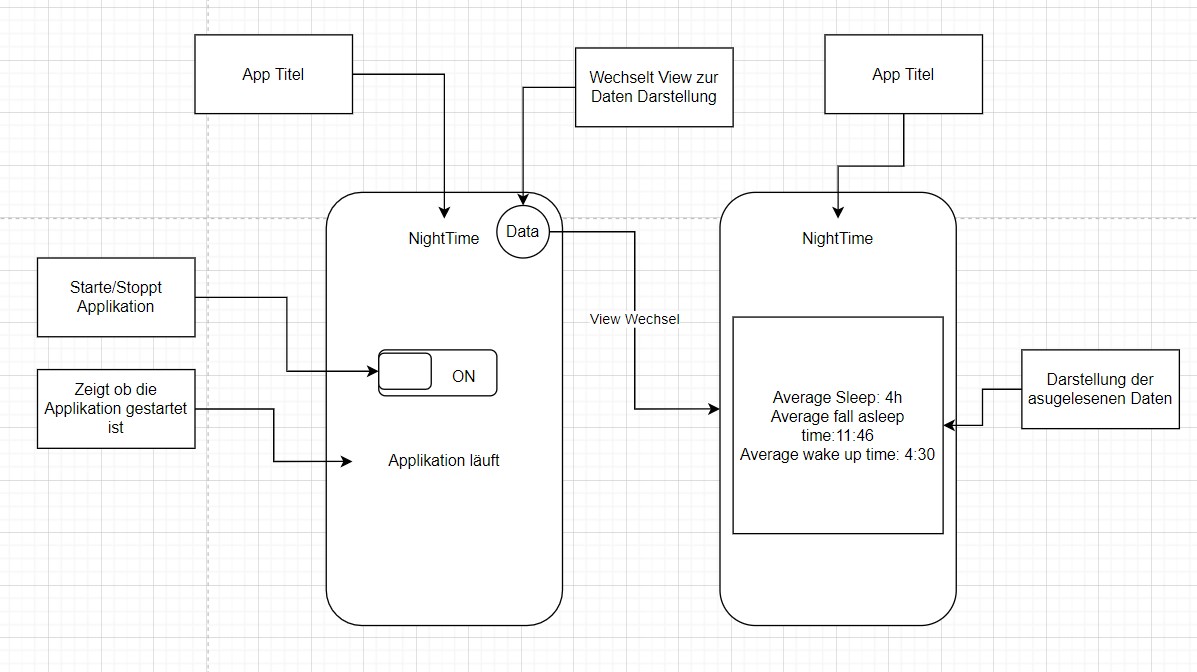 App Titel
Wechselt View zur
Daten Darstellung
App Titel
NightTime
Data
NightTime
Starte/Stoppt
Applikation
View Wechsel
ON
Zeigt ob die
Applikation gestartet
ist
Applikation läuft
Average Sleep: 4h
Average fall asleep
time:11:46
Average wake up time: 4:30
Darstellung der
asugelesenen Daten